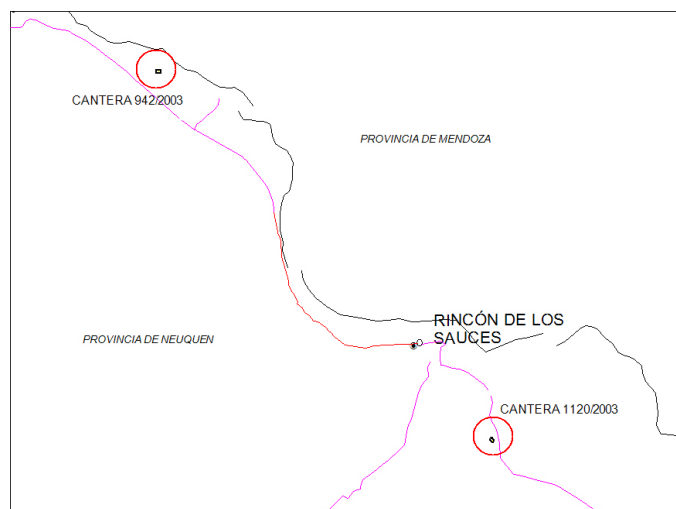 CANTERA 942/2003
PROVINCIA DE MENDOZA
RINCÓN DE LOS
SAUCES
PROVINCIA DE NEUQUEN
CANTERA 1120/2003